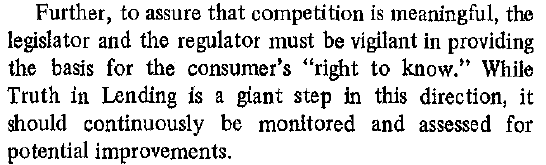 Further, to assure that competition is meaningful, the
legislator and the regulator must be vigilant in providing
the basis for the consumer's "right to know." While
Truth in Lending is a giant step in this direction, it
should continuously be monitored and assessed for
potential improvements.